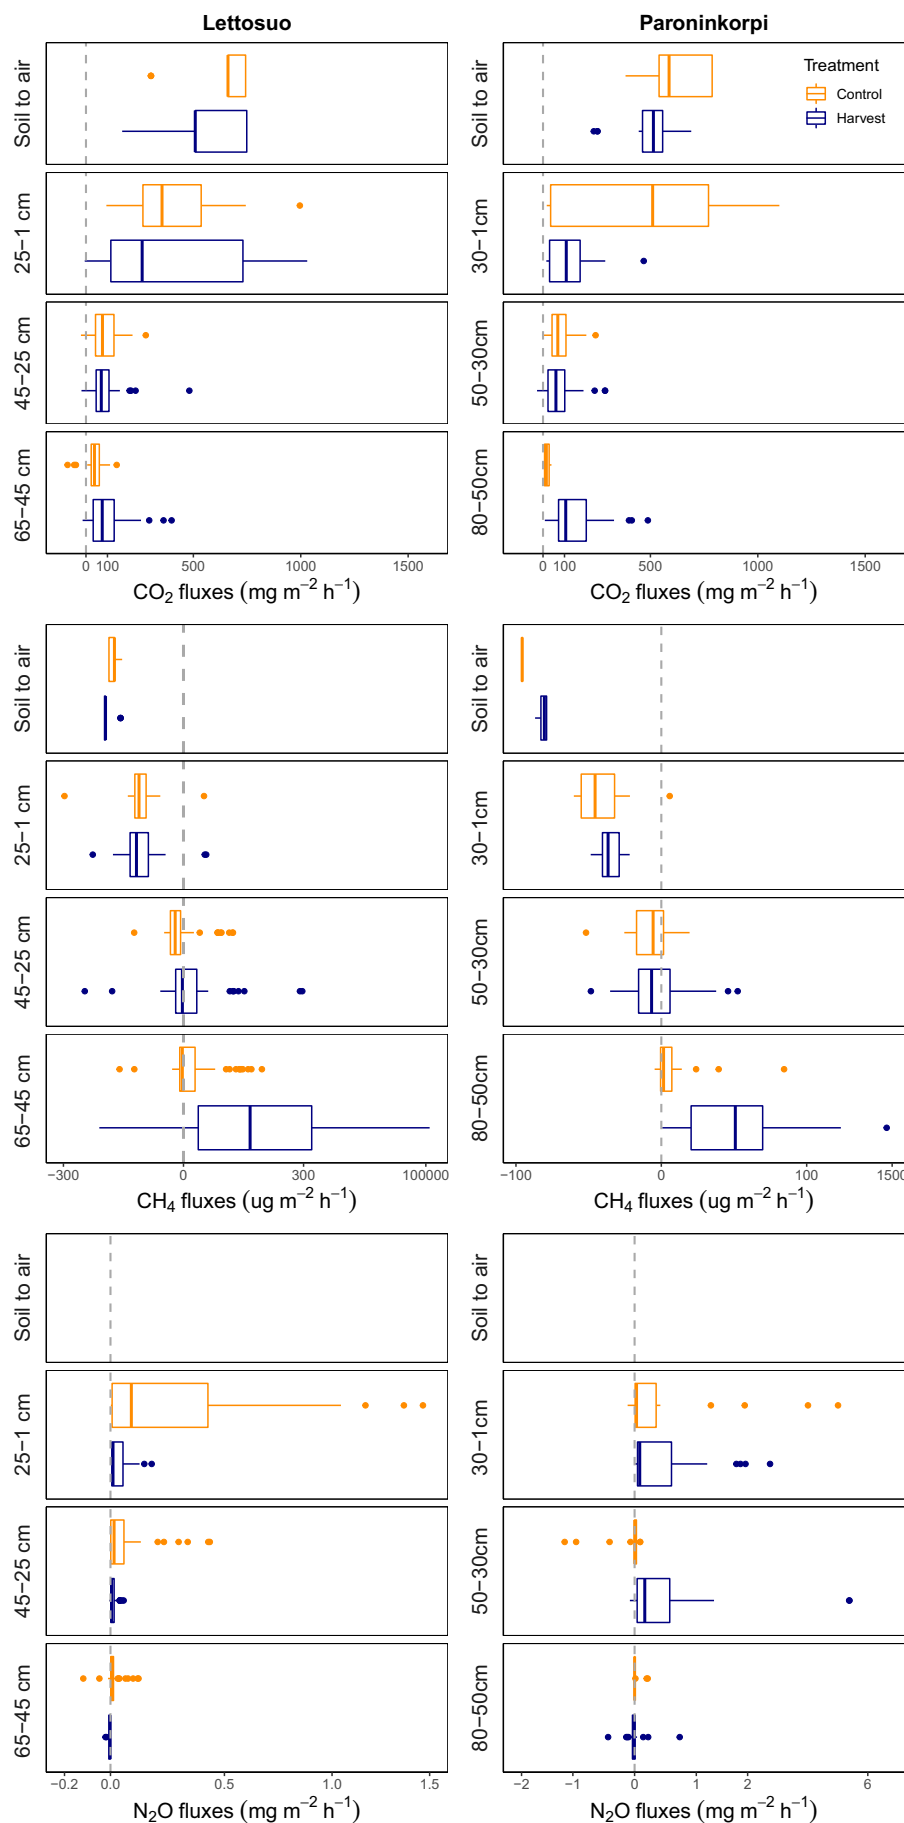 Lettosuo
Paroninkorpi
Soil to air
25−1 cm
45−25 cm
65−45 cm
0 100 500 1000 1500
CO₂ fluxes (mg m⁻² h⁻¹)
Soil to air
30−1cm
50−30cm
80−50cm
Treatment
Control
Harvest
0 100 500 1000 1500
CO₂ fluxes (mg m⁻² h⁻¹)
Soil to air
25−1 cm
45−25 cm
65−45 cm
−300 0 300 100000
CH₄ fluxes (ug m⁻² h⁻¹)
Soil to air
30−1cm
50−30cm
80−50cm
−100 0 100 1500
CH₄ fluxes (ug m⁻² h⁻¹)
Soil to air
25−1 cm
45−25 cm
65−45 cm
−0.2 0.0 0.5 1.5
N₂O fluxes (mg m⁻² h⁻¹)
Soil to air
30−1cm
50−30cm
80−50cm
−2 −1 0 1 2 6
N₂O fluxes (mg m⁻² h⁻¹)